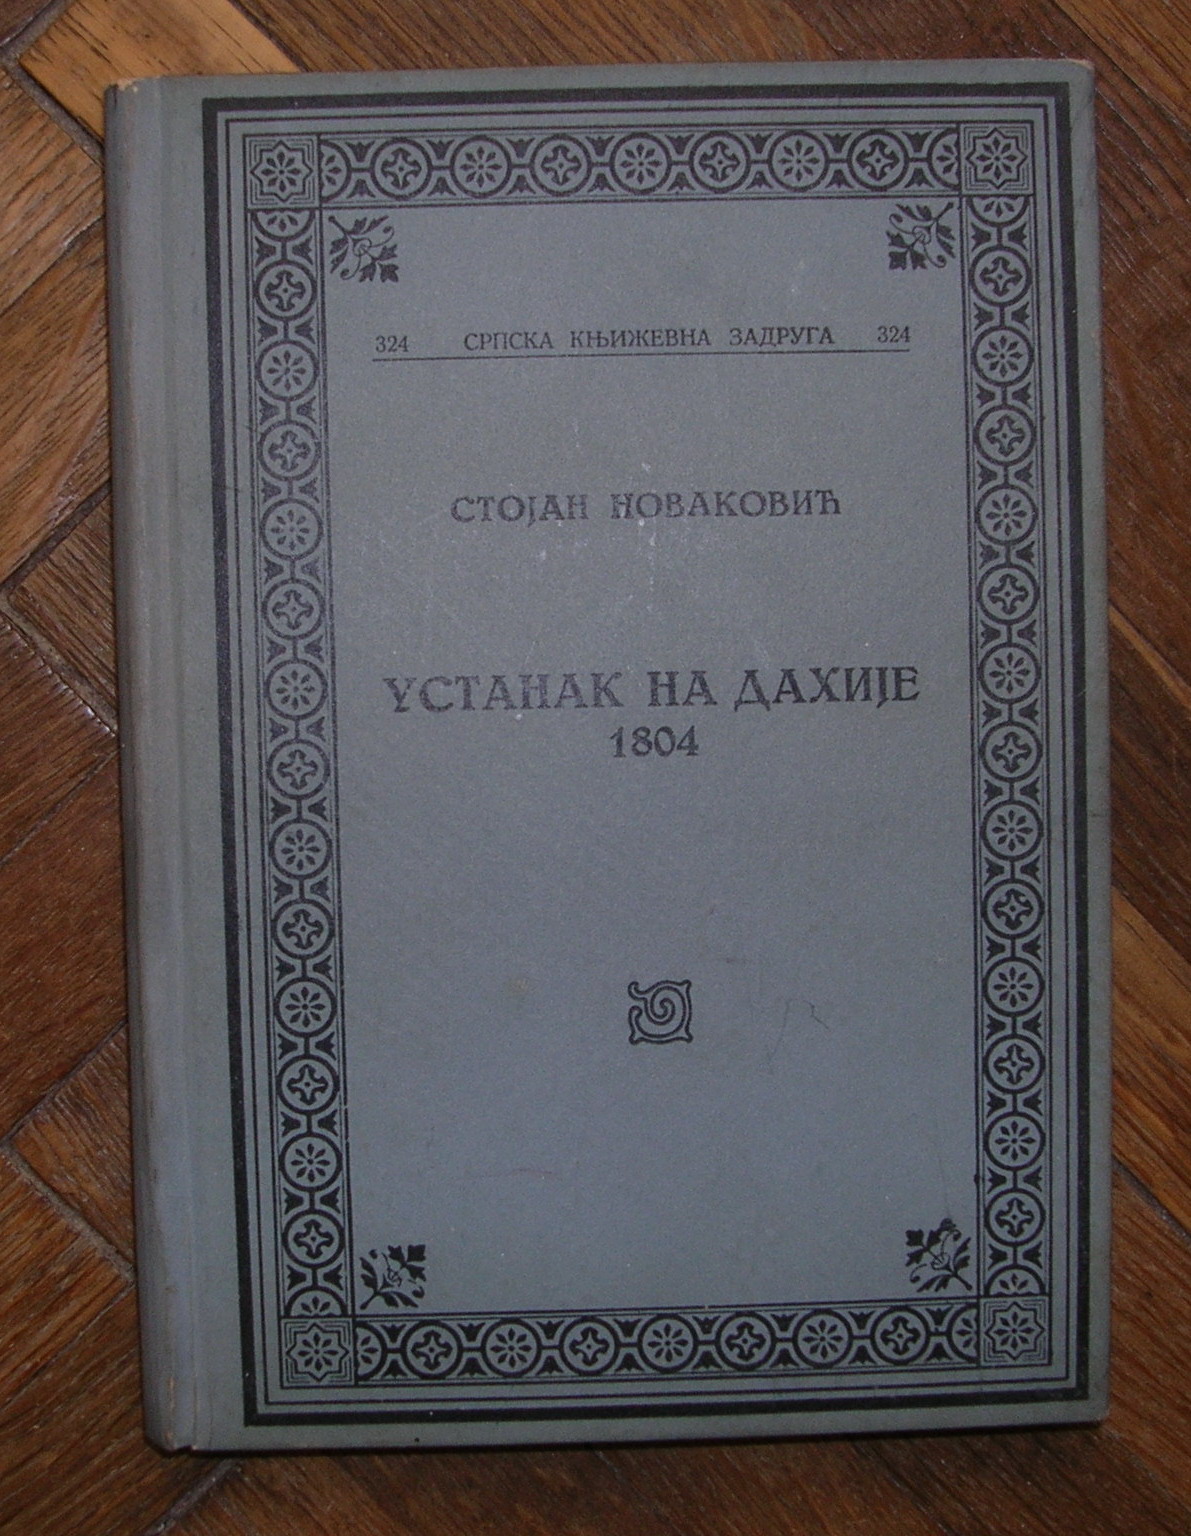 324 СРПСКА КЊИЖЕВНА ЗАДРУГА 324
СТОЈАН НОВАКОВИЋ
УСТАНАК НА ДАХИЈЕ
1804